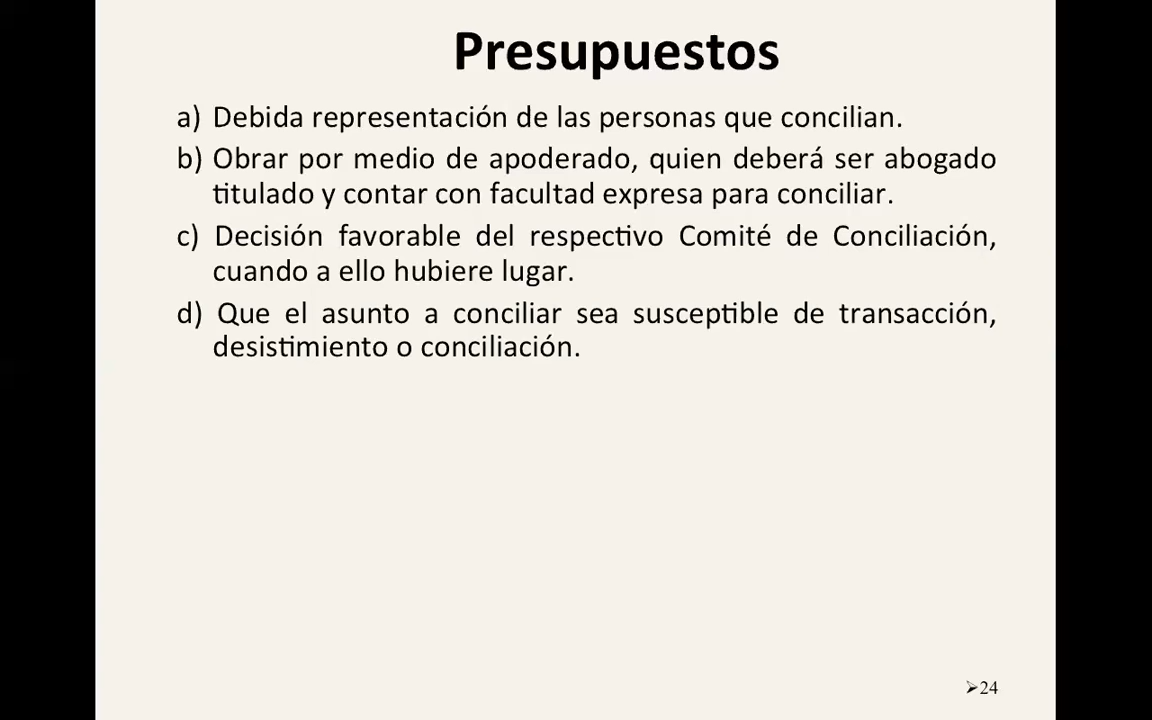 Presupuestos
a) Debida representación de las personas que concilian.
b) Obrar por medio de apoderado, quien deberá ser abogado
titulado y contar con facultad expresa para conciliar.
c) Decisión favorable del respectivo Comité de Conciliación,
cuando a ello hubiere lugar.
d) Que el asunto a conciliar sea susceptible de transacción,
desistimiento o conciliación.
➢24